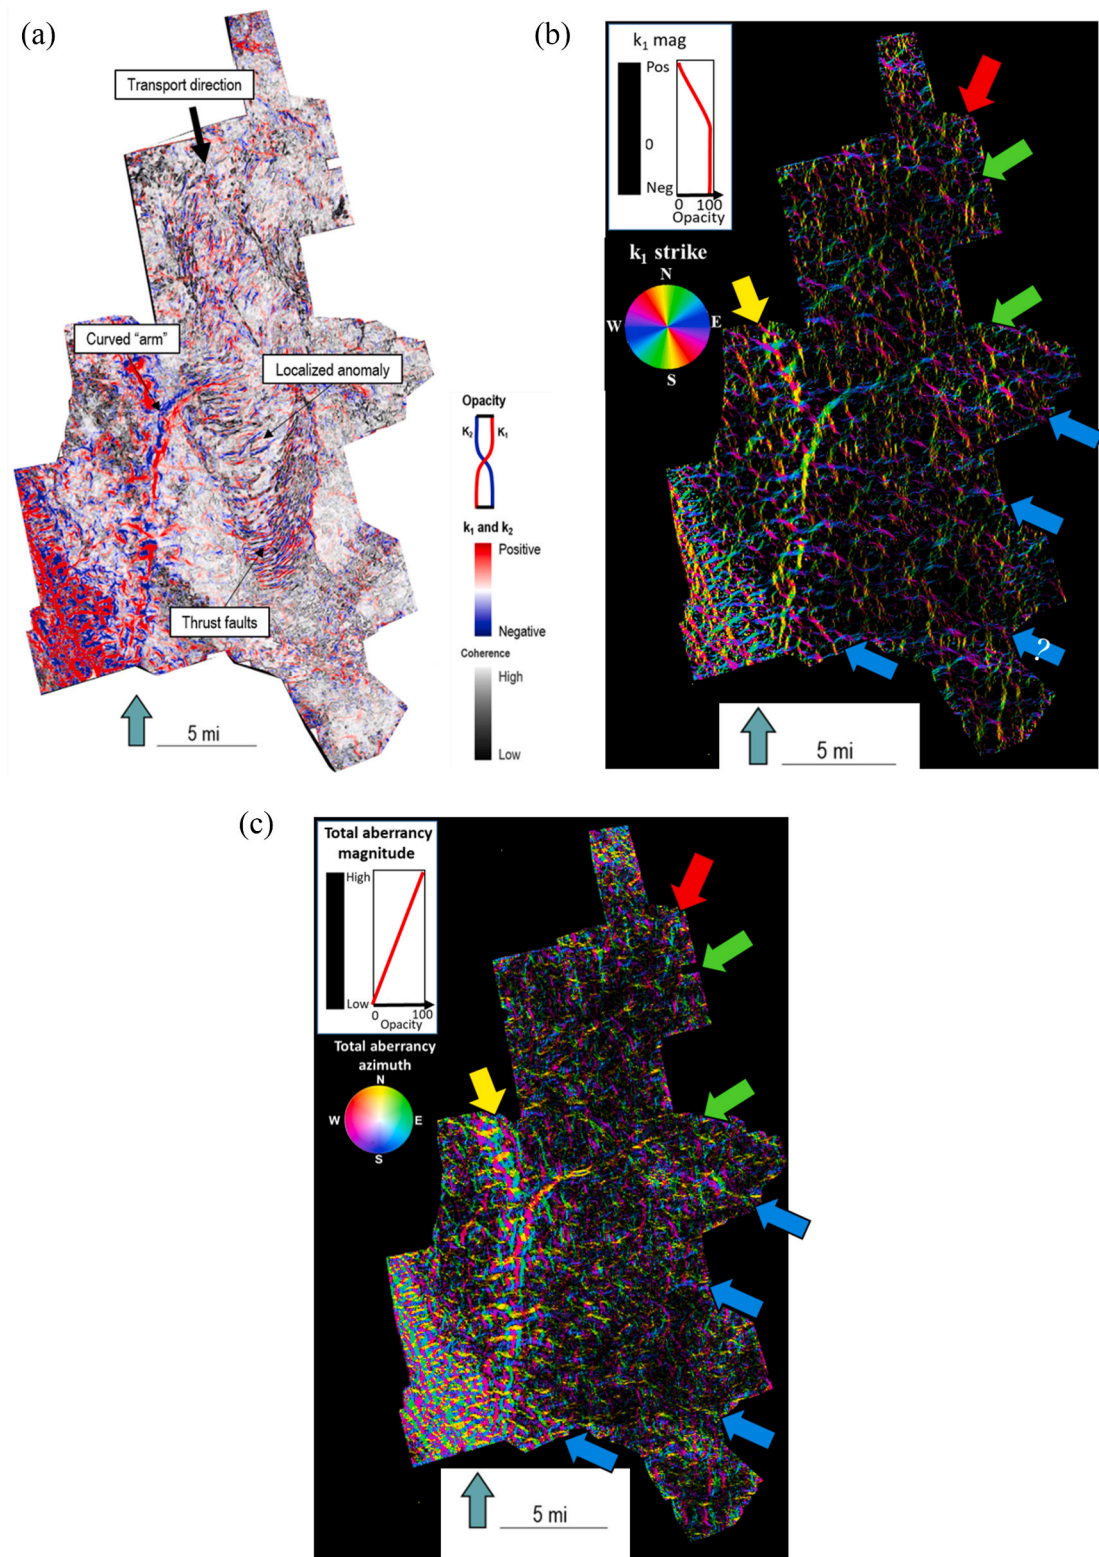 (a)
Transport direction
Curved "arm"
Localized anomaly
Thrust faults
Opacity
K₂
K₁
k₁ and k₂
Positive
Negative
Coherence
High
Low
5 mi
(b)
k₁ mag
Pos
0
Neg
0 100
Opacity
k₁ strike
N
W
E
S
?
5 mi
(c)
Total aberrancy
magnitude
High
Low
0
100
Opacity
Total aberrancy
azimuth
N
W
E
S
5 mi